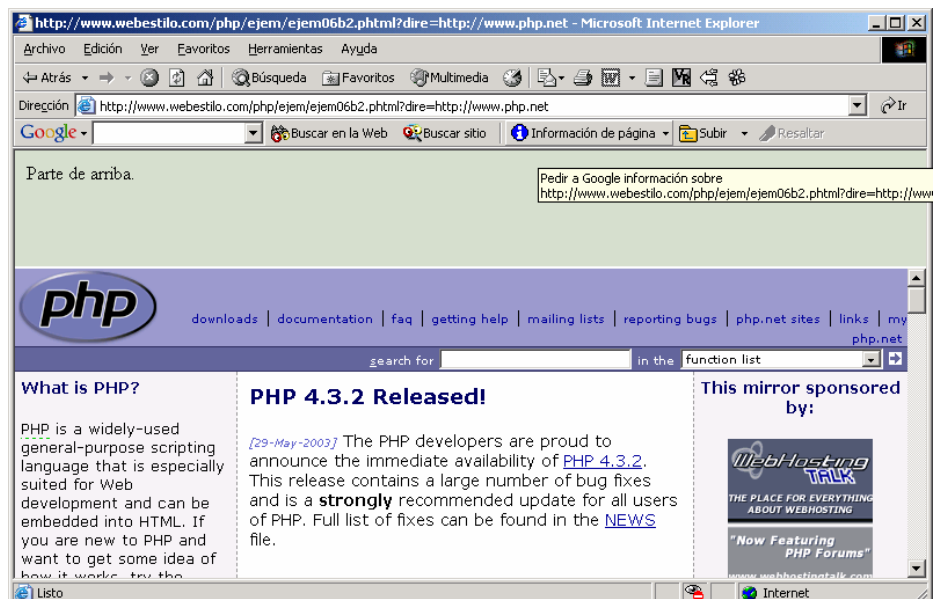 http://www.webestilo.com/php/ejem/ejem06b2.phtml?dire=http://www.php.net - Microsoft Internet Explorer
Archivo Edición Ver Favoritos Herramientas Ayuda
Atrás Búsqueda Favoritos Multimedia
Dirección http://www.webestilo.com/php/ejem/ejem06b2.phtml?dire=http://www.php.net Ir
Google Buscar en la Web Buscar sitio Información de página Subir Resaltar
Parte de arriba.
Pedir a Google información sobre
http://www.webestilo.com/php/ejem/ejem06b2.phtml?dire=http://www
php
downloads | documentation | faq | getting help | mailing lists | reporting bugs | php.net sites | links | my
php.net
search for in the function list
What is PHP?
PHP is a widely-used
general-purpose scripting
language that is especially
suited for Web
development and can be
embedded into HTML. If
you are new to PHP and
want to get some idea of
how it works, try the
PHP 4.3.2 Released!
[29-May-2003] The PHP developers are proud to
announce the immediate availability of PHP 4.3.2.
This release contains a large number of bug fixes
and is a strongly recommended update for all users
of PHP. Full list of fixes can be found in the NEWS
file.
This mirror sponsored
by:
WebHosting
TALK
THE PLACE FOR EVERYTHING
ABOUT WEBHOSTING
"Now Featuring
PHP Forums"
www.webhostingtalk.com
Listo Internet